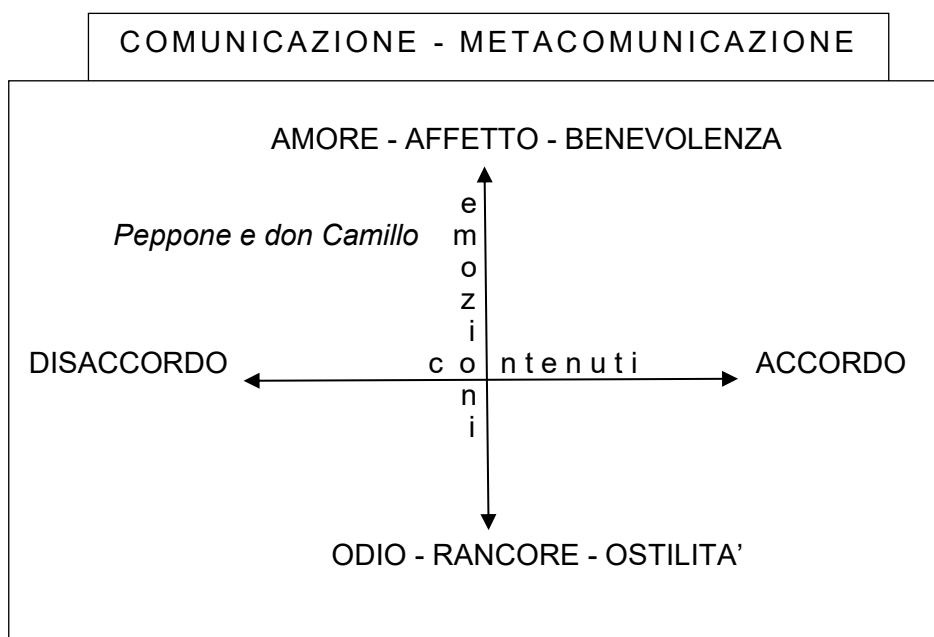 COMUNICAZIONE - METACOMUNICAZIONE
AMORE - AFFETTO - BENEVOLENZA
emozioni
Peppone e don Camillo
DISACCORDO
contenuti
ACCORDO
ODIO - RANCORE - OSTILITA’